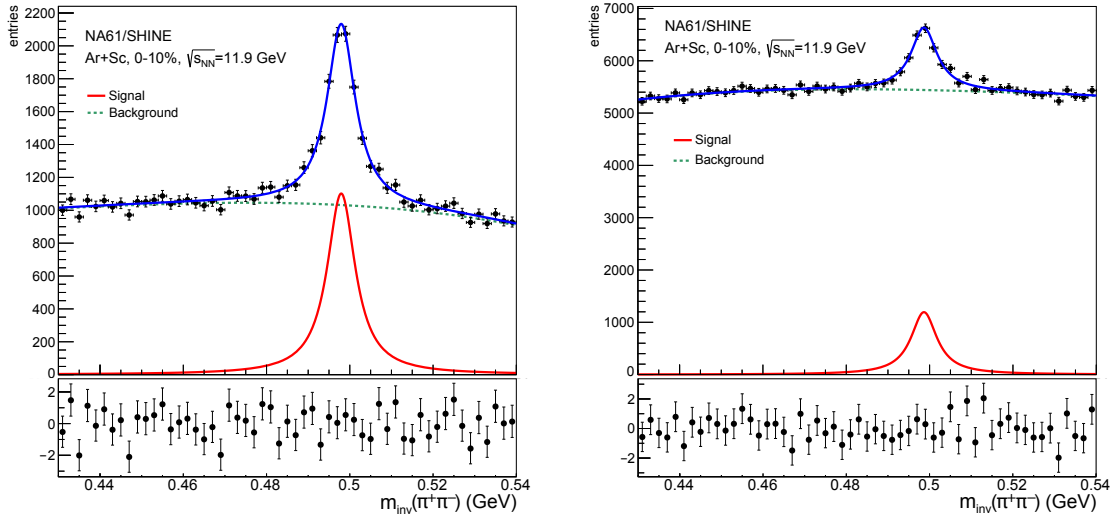 entries
2200
2000
1800
1600
1400
1200
1000
800
600
400
200
0
NA61/SHINE
Ar+Sc, 0-10%, √s_NN=11.9 GeV
Signal
Background
2
0
−2
0.44 0.46 0.48 0.5 0.52 0.54
m_inv(π⁺π⁻) (GeV)
entries
7000
6000
5000
4000
3000
2000
1000
0
NA61/SHINE
Ar+Sc, 0-10%, √s_NN=11.9 GeV
Signal
Background
2
0
−2
0.44 0.46 0.48 0.5 0.52 0.54
m_inv(π⁺π⁻) (GeV)